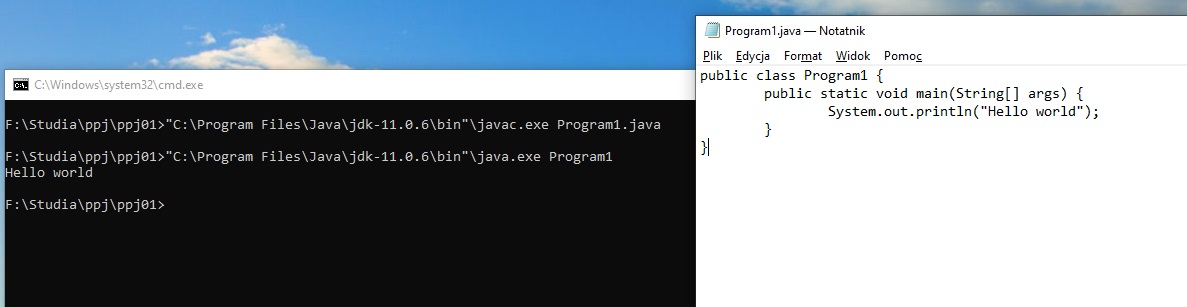 C:\Windows\system32\cmd.exe
F:\Studia\ppj\ppj01>"C:\Program Files\Java\jdk-11.0.6\bin"\javac.exe Program1.java
F:\Studia\ppj\ppj01>"C:\Program Files\Java\jdk-11.0.6\bin"\java.exe Program1
Hello world
F:\Studia\ppj\ppj01>
Program1.java — Notatnik
Plik Edycja Format Widok Pomoc
public class Program1 {
public static void main(String[] args) {
System.out.println("Hello world");
}
}